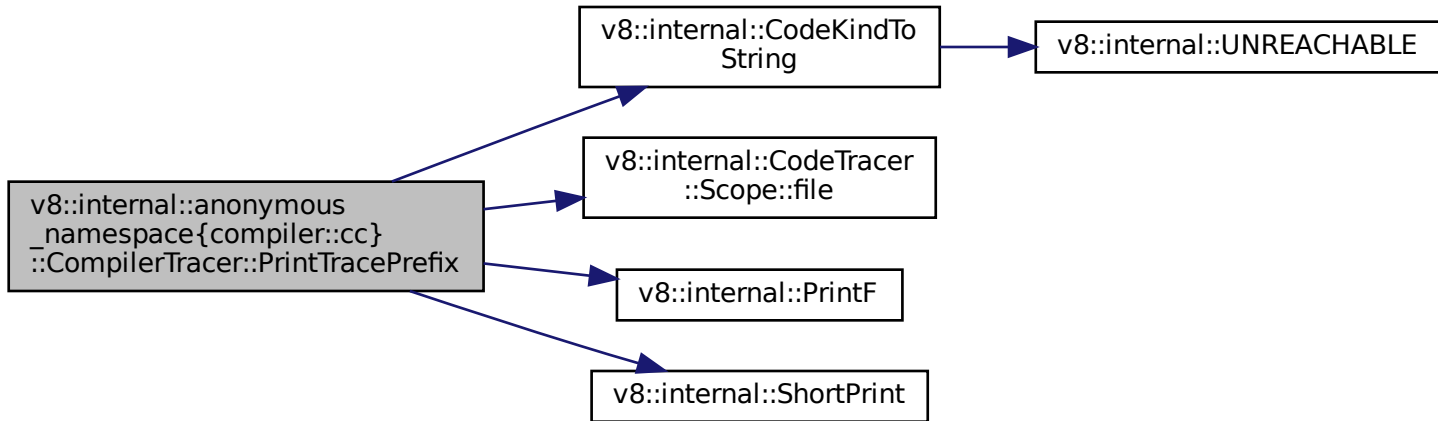 v8::internal::CodeKindTo
String
v8::internal::UNREACHABLE
v8::internal::CodeTracer
::Scope::file
v8::internal::anonymous
_namespace{compiler::cc}
::CompilerTracer::PrintTracePrefix
v8::internal::PrintF
v8::internal::ShortPrint